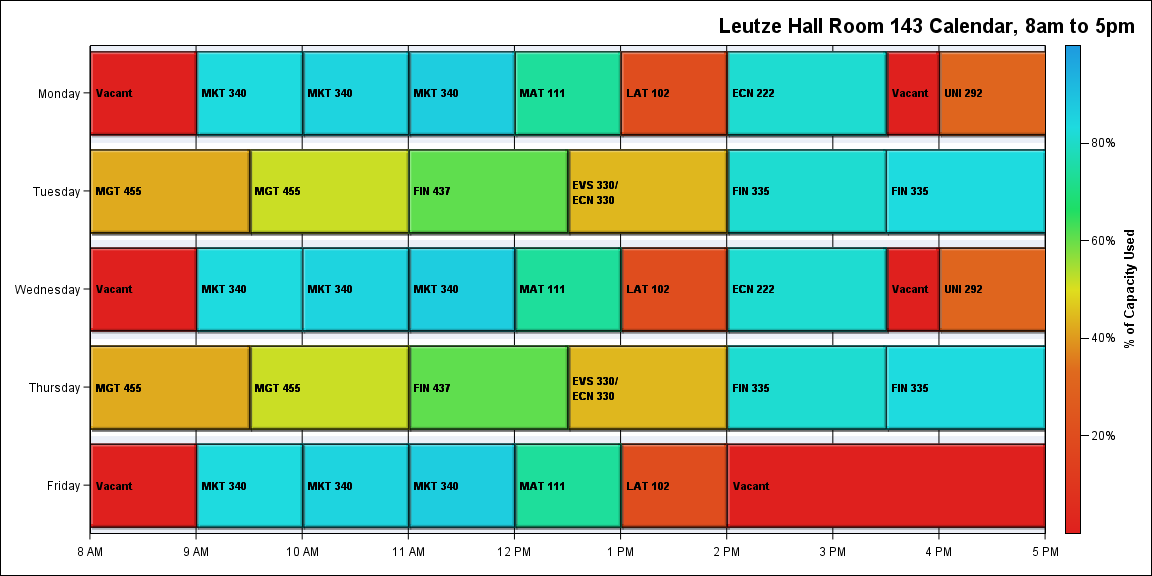 Leutze Hall Room 143 Calendar, 8am to 5pm
Monday
Vacant
MKT 340
MKT 340
MKT 340
MAT 111
LAT 102
ECN 222
Vacant
UNI 292
Tuesday
MGT 455
MGT 455
FIN 437
EVS 330/
ECN 330
FIN 335
FIN 335
Wednesday
Vacant
MKT 340
MKT 340
MKT 340
MAT 111
LAT 102
ECN 222
Vacant
UNI 292
Thursday
MGT 455
MGT 455
FIN 437
EVS 330/
ECN 330
FIN 335
FIN 335
Friday
Vacant
MKT 340
MKT 340
MKT 340
MAT 111
LAT 102
Vacant
8 AM
9 AM
10 AM
11 AM
12 PM
1 PM
2 PM
3 PM
4 PM
5 PM
80%
60%
40%
20%
% of Capacity Used